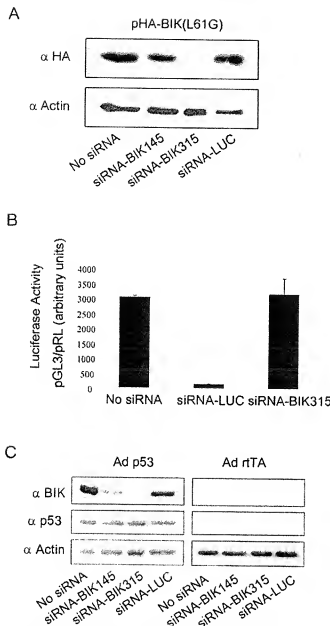 A
pHA-BIK(L61G)
α HA
α Actin
No siRNA
siRNA-BIK145
siRNA-BIK315
siRNA-LUC
B
Luciferase Activity
pGL3/pRL (arbitrary units)
4000
3500
3000
2500
2000
1500
1000
500
0
No siRNA
siRNA-LUC
siRNA-BIK315
C
Ad p53
Ad rtTA
α BIK
α p53
α Actin
No siRNA
siRNA-BIK145
siRNA-BIK315
siRNA-LUC
No siRNA
siRNA-BIK145
siRNA-BIK315
siRNA-LUC